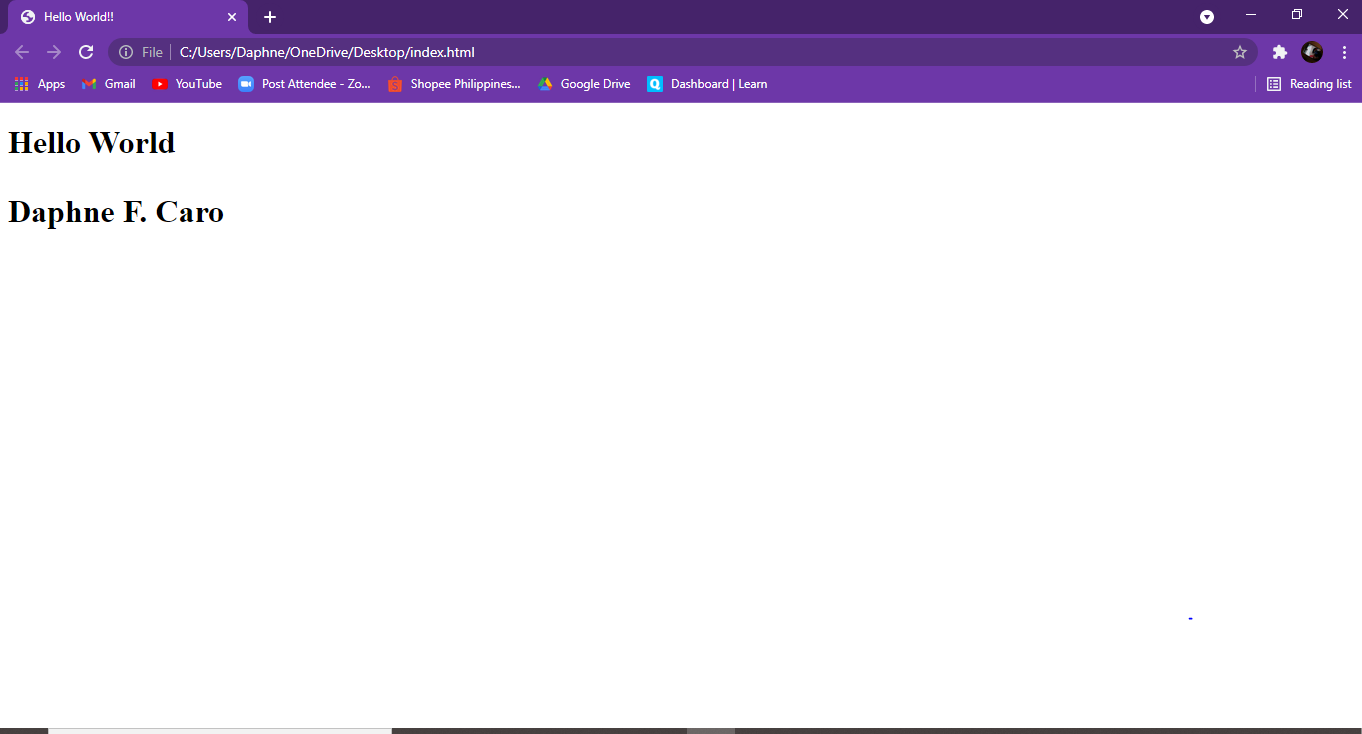 Hello World!!
File
C:/Users/Daphne/OneDrive/Desktop/index.html
Apps Gmail YouTube Post Attendee - Zo... Shopee Philippines... Google Drive Dashboard | Learn Reading list
Hello World
Daphne F. Caro